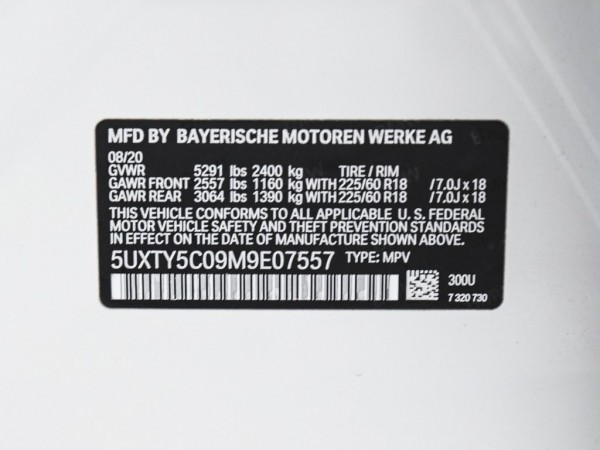 MFD BY BAYERISCHE MOTOREN WERKE AG
08/20
GVWR 5291 lbs 2400 kg TIRE / RIM
GAWR FRONT 2557 lbs 1160 kg WITH 225/60 R18 /7.0J x 18
GAWR REAR 3064 lbs 1390 kg WITH 225/60 R18 /7.0J x 18
THIS VEHICLE CONFORMS TO ALL APPLICABLE U. S. FEDERAL
MOTOR VEHICLE SAFETY AND THEFT PREVENTION STANDARDS
IN EFFECT ON THE DATE OF MANUFACTURE SHOWN ABOVE.
5UXTY5C09M9E07557 TYPE: MPV
300U
7 320 730